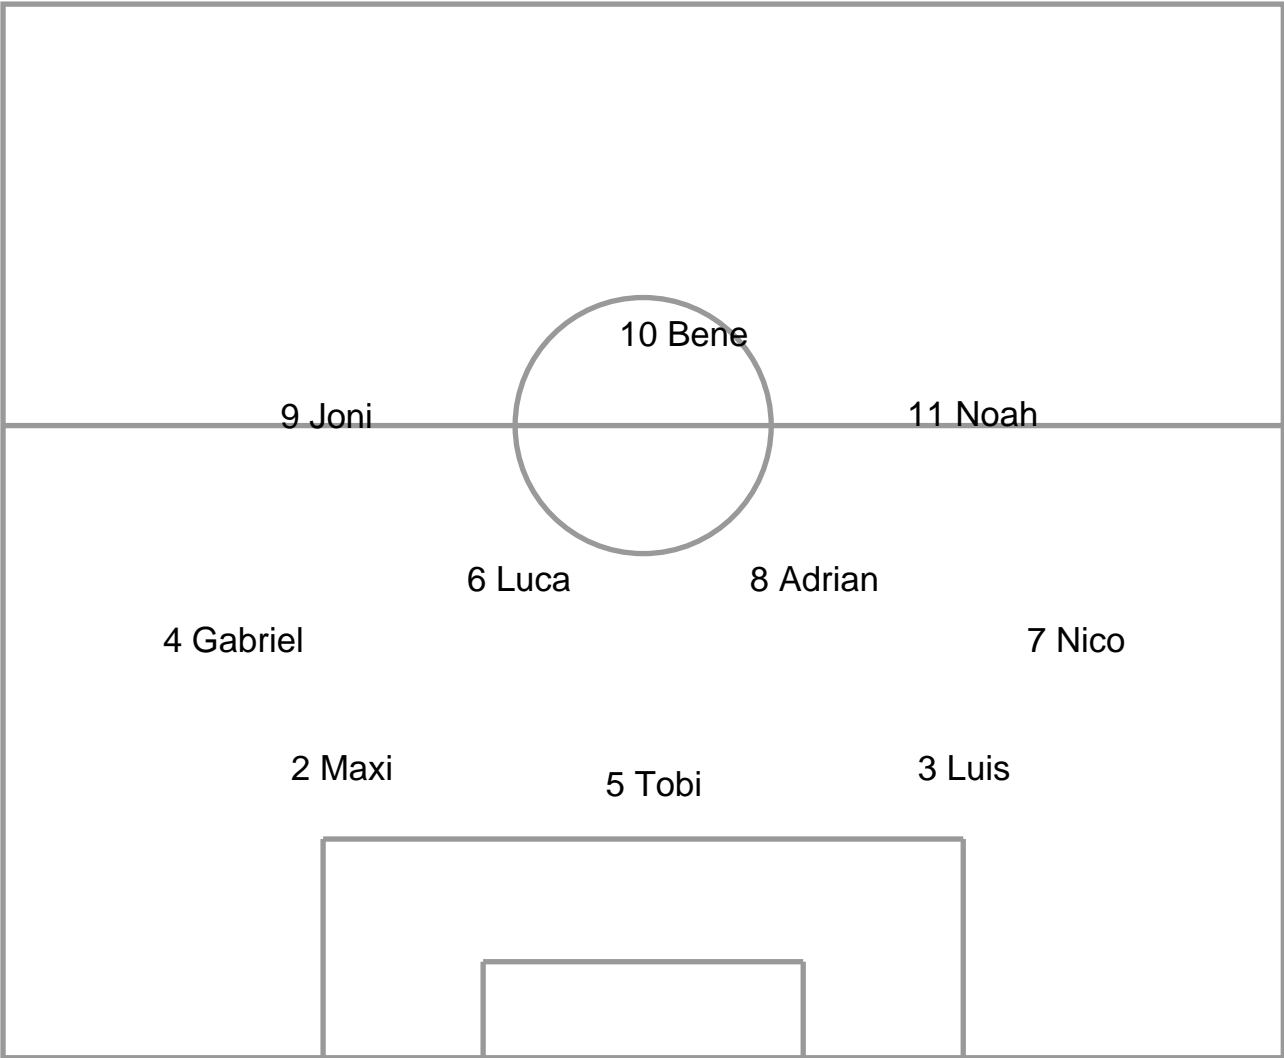 10 Bene
9 Joni
11 Noah
6 Luca
8 Adrian
4 Gabriel
7 Nico
2 Maxi
5 Tobi
3 Luis